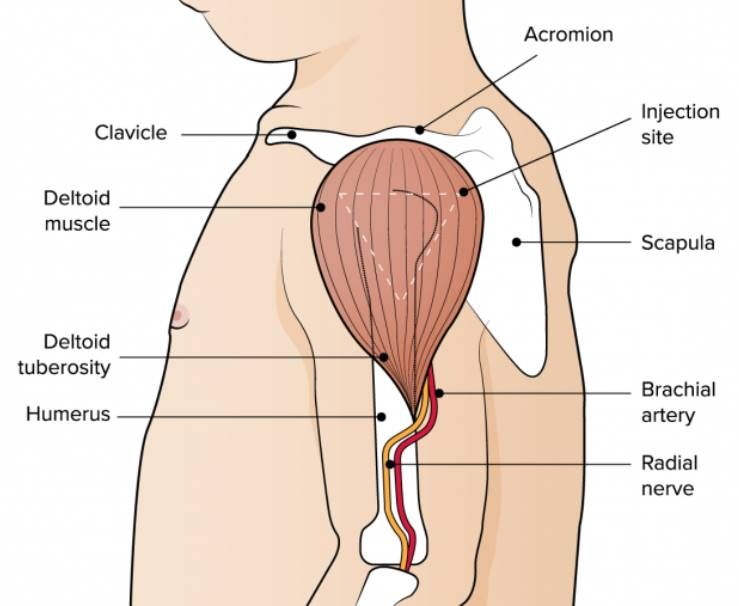 Acromion
Clavicle
Injection
site
Deltoid
muscle
Scapula
Deltoid
tuberosity
Humerus
Brachial
artery
Radial
nerve